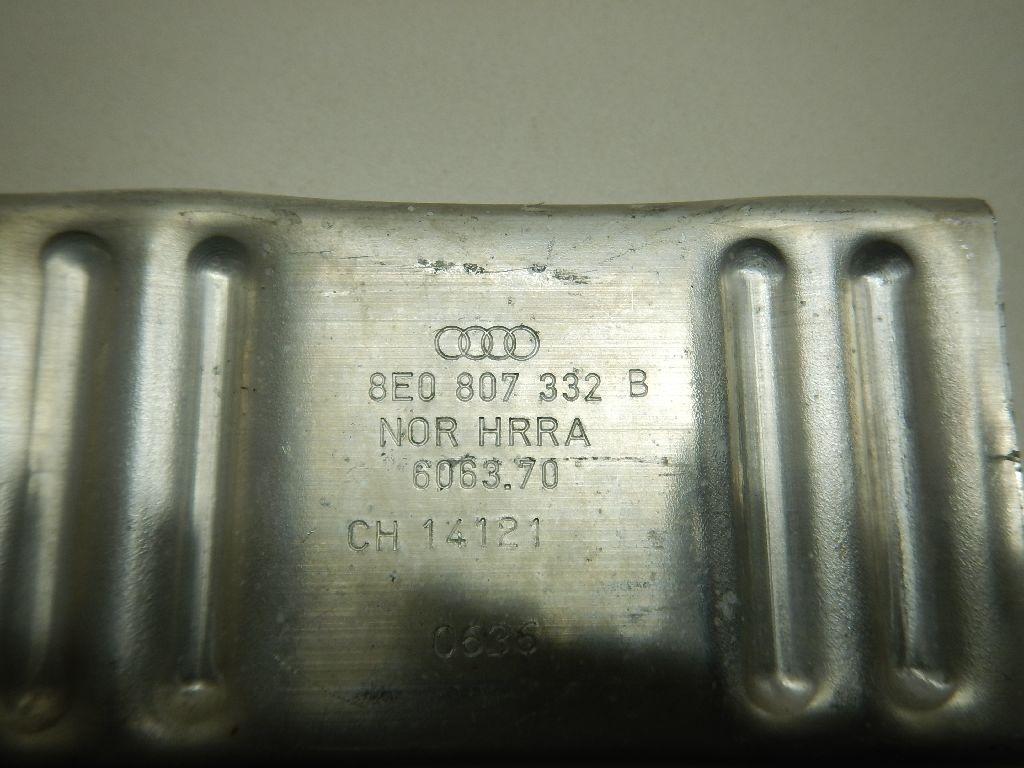 8E0 807 332 B
NOR HRRA
6063.70
CH 14121
0636